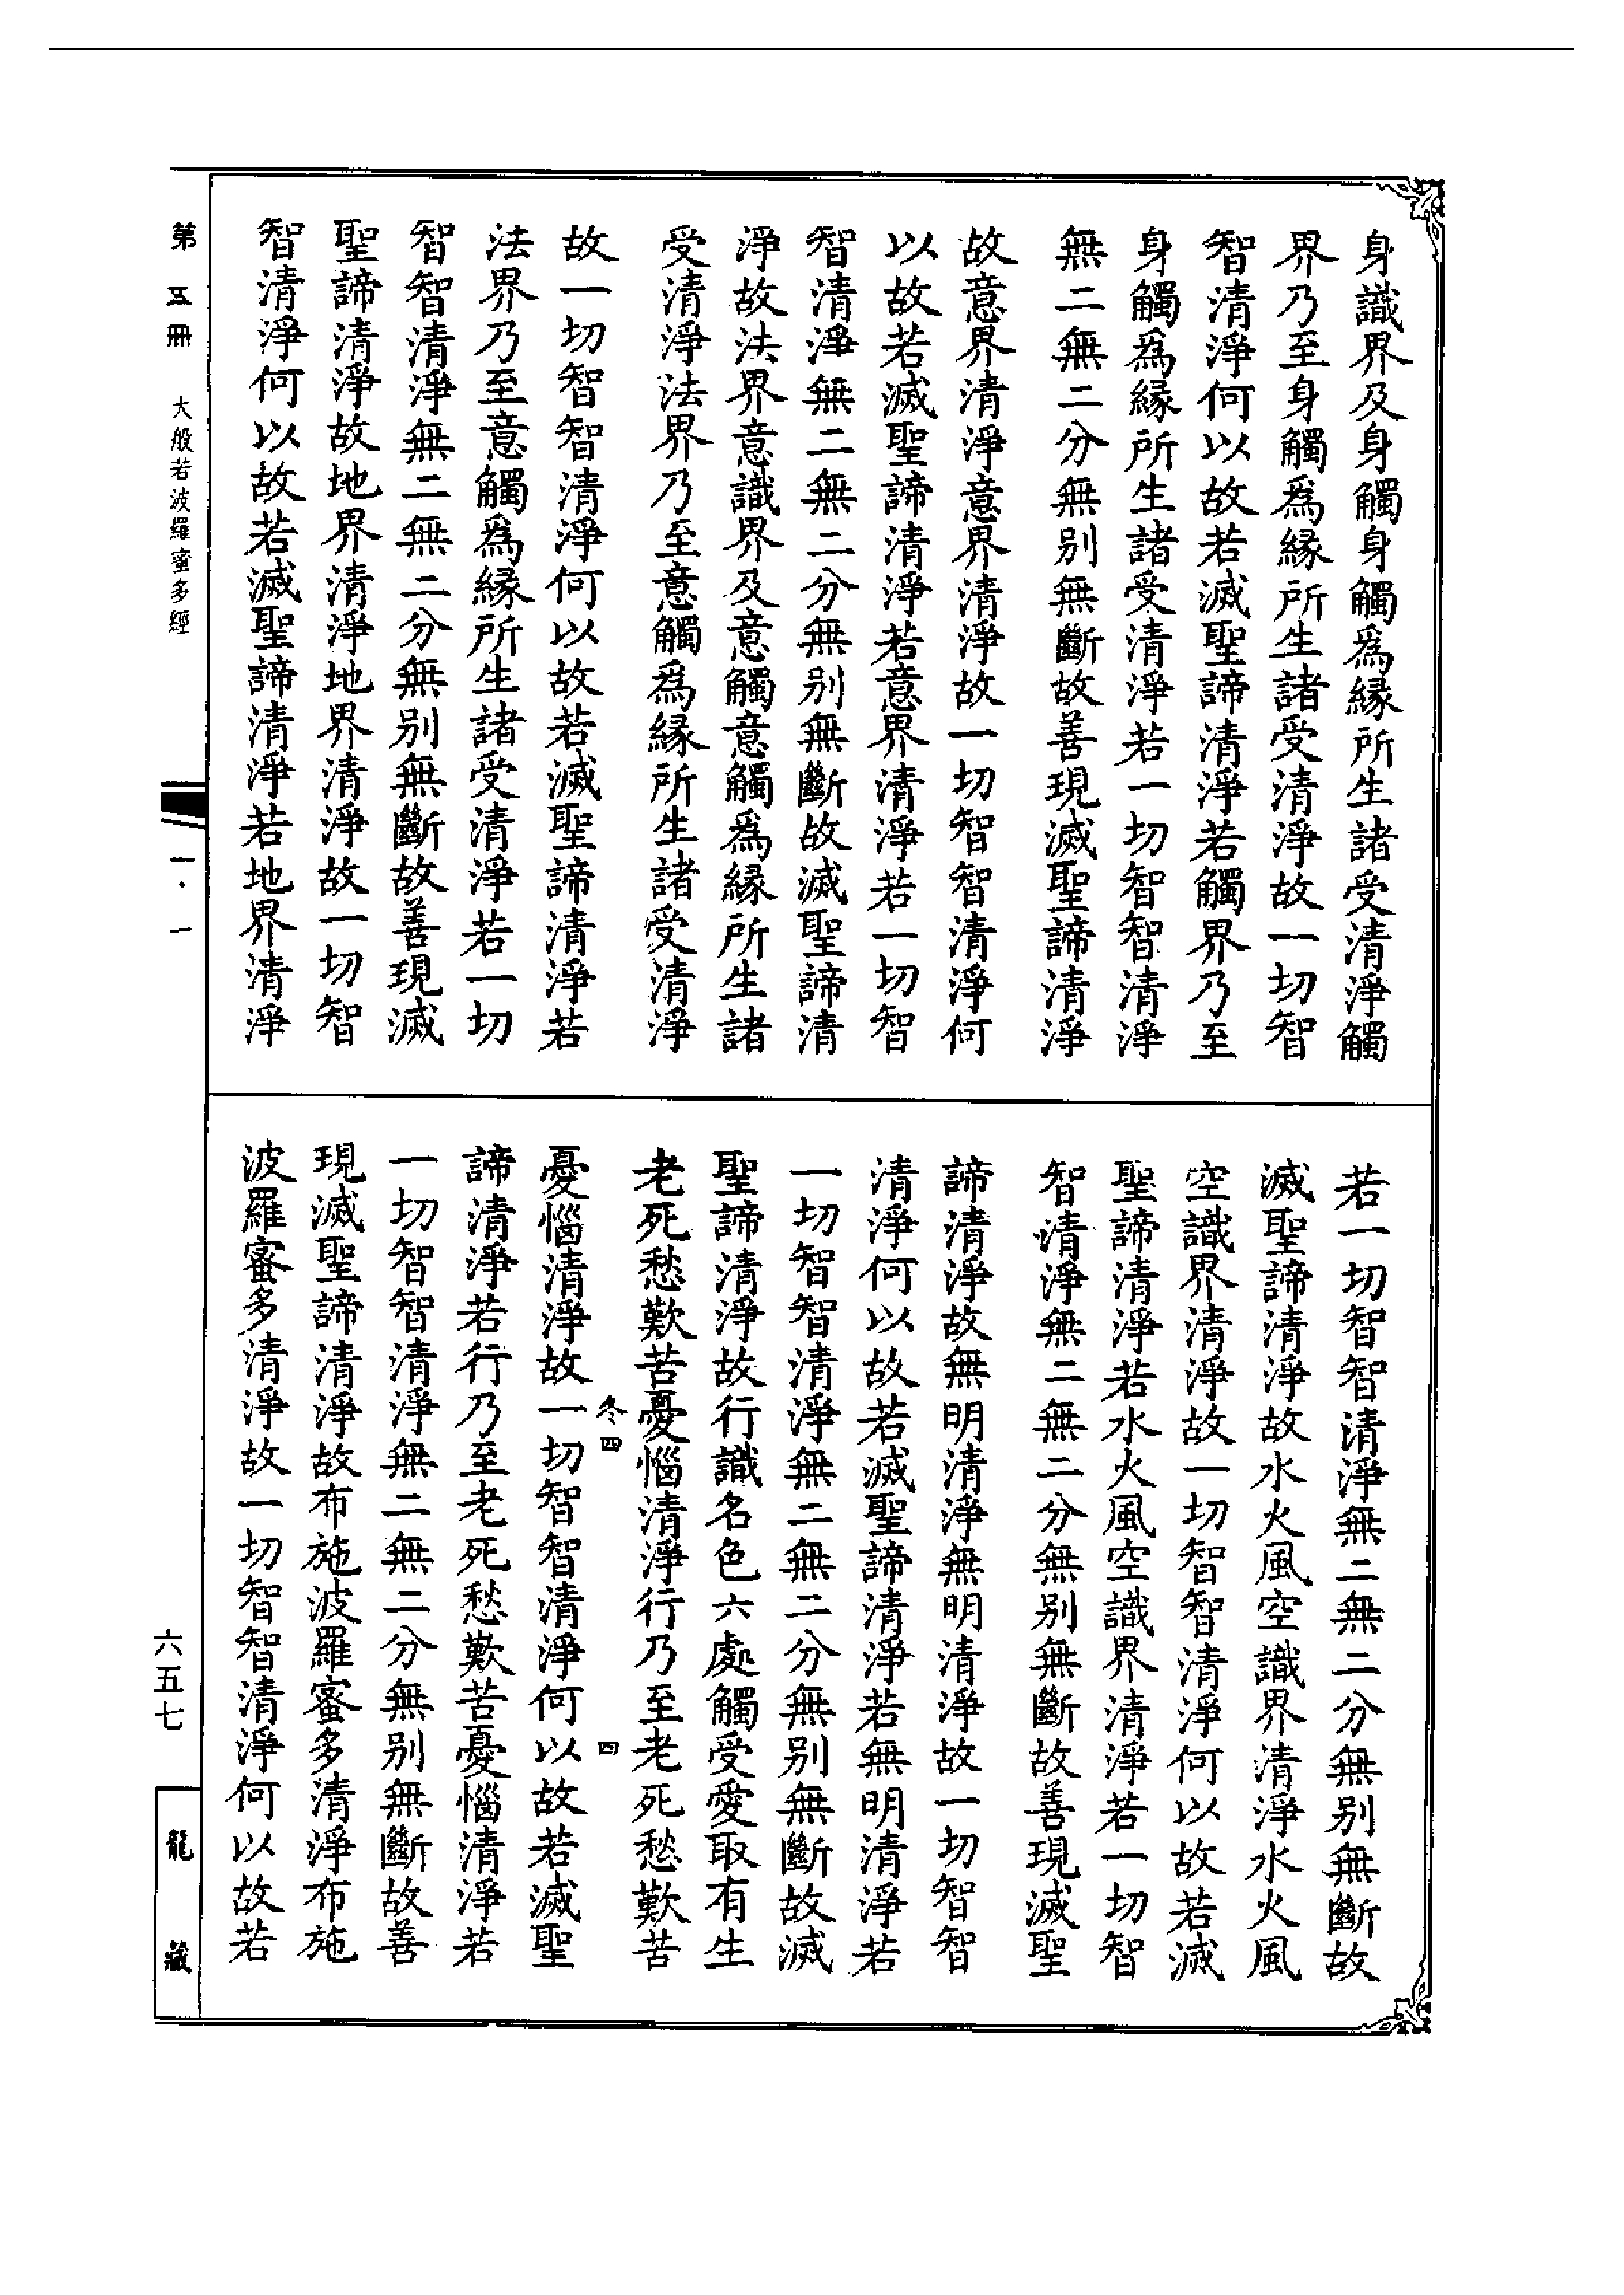 身識界及身觸身觸爲緣所生諸受清淨觸
界乃至身觸爲緣所生諸受清淨故一切智
智清淨何以故若滅聖諦清淨若觸界乃至
身觸爲緣所生諸受清淨若一切智智清淨
無二無二分無別無斷故善現滅聖諦清淨
故意界清淨意界清淨故一切智智清淨何
以故若滅聖諦清淨若意界清淨若一切智
智清淨無二無二分無別無斷故滅聖諦清
淨故法界意識界及意觸意觸爲緣所生諸
受清淨法界乃至意觸爲緣所生諸受清淨
故一切智智清淨何以故若滅聖諦清淨若
法界乃至意觸爲緣所生諸受清淨若一切
智智清淨無二無二分無別無斷故善現滅
聖諦清淨故地界清淨地界清淨故一切智
智清淨何以故若滅聖諦清淨若地界清淨
若一切智智清淨無二無二分無別無斷故
滅聖諦清淨故水火風空識界清淨水火風
空識界清淨故一切智智清淨何以故若滅
聖諦清淨若水火風空識界清淨若一切智
智清淨無二無二分無別無斷故善現滅聖
諦清淨故無明清淨無明清淨故一切智智
清淨何以故若滅聖諦清淨若無明清淨若
一切智智清淨無二無二分無別無斷故滅
聖諦清淨故行識名色六處觸受愛取有生
老死愁歎苦憂惱清淨行乃至老死愁歎苦
冬四 四
憂惱清淨故一切智智清淨何以故若滅聖
諦清淨若行乃至老死愁歎苦憂惱清淨若
一切智智清淨無二無二分無別無斷故善
現滅聖諦清淨故布施波羅蜜多清淨布施
波羅蜜多清淨故一切智智清淨何以故若
第五冊 大般若波羅蜜多經 一·一
六五七
龍藏